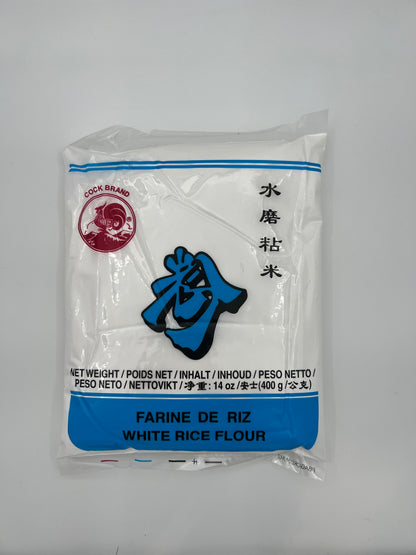 COCK BRAND
水磨粘米
粉
NET WEIGHT / POIDS NET / INHALT / INHOUD / PESO NETTO /
PESO NETO / NETTOVIKT / 净重: 14 oz /安士(400 g /公克)
FARINE DE RIZ
WHITE RICE FLOUR